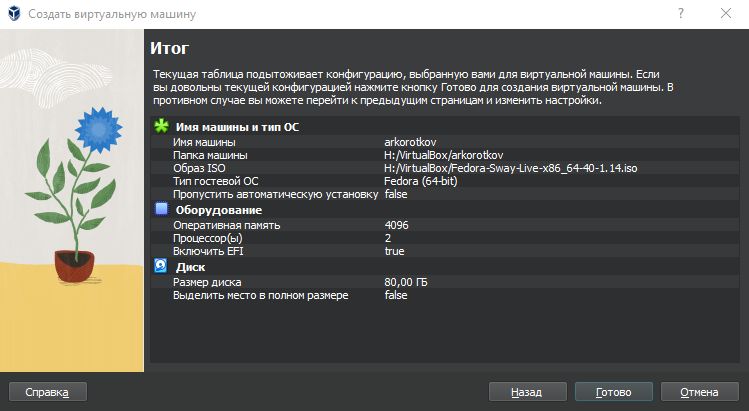 Создать виртуальную машину
?
Итог
Текущая таблица подытоживает конфигурацию, выбранную вами для виртуальной машины. Если
вы довольны текущей конфигурацией нажмите кнопку Готово для создания виртуальной машины. В
противном случае вы можете перейти к предыдущим страницам и изменить настройки.
Имя машины и тип ОС
Имя машины arkorotkov
Папка машины H:/VirtualBox/arkorotkov
Образ ISO H:/VirtualBox/Fedora-Sway-Live-x86_64-40-1.14.iso
Тип гостевой ОС Fedora (64-bit)
Пропустить автоматическую установку false
Оборудование
Оперативная память 4096
Процессор(ы) 2
Включить EFI true
Диск
Размер диска 80,00 ГБ
Выделить место в полном размере false
Справка Назад Готово Отмена